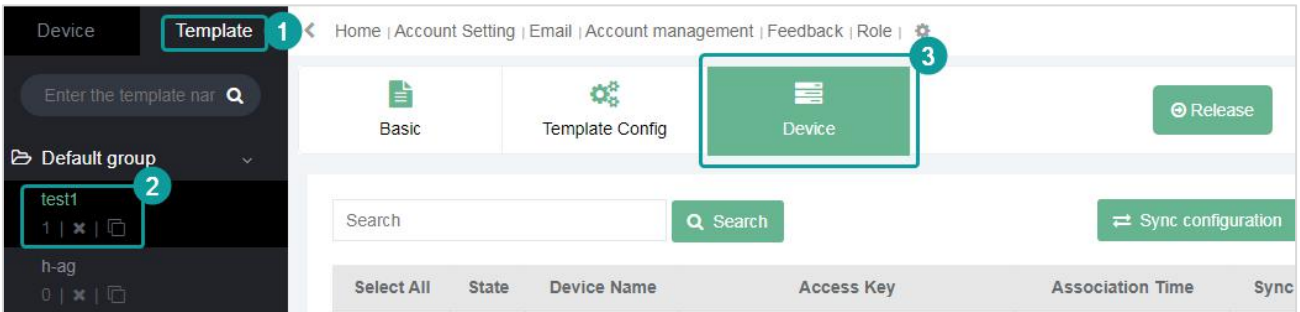 Device Template 1 Home | Account Setting | Email | Account management | Feedback | Role |
3
Enter the template nar
Basic Template Config Device Release
Default group
2
test1
1 | ✖ |
Search Search Sync configuration
h-ag
0 | ✖ |
Select All State Device Name Access Key Association Time Sync